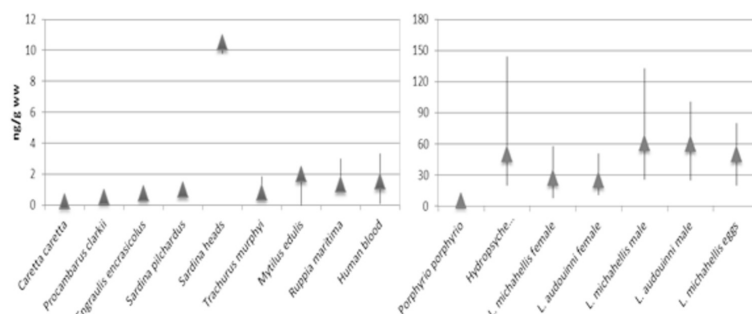 12
10
8
6
4
2
0
ng/g ww
Caretta caretta
Procambarus clarkii
Engraulis encrasicolus
Sardina pilchardus
Sardina heads
Trachurus murphyi
Mytilus edulis
Ruppia maritima
Human blood
180
150
120
90
60
30
0
Porphyrio porphyrio
Hydropsyche...
L. michahellis female
L. audouinni female
L. michahellis male
L. audouinni male
L. michahellis eggs